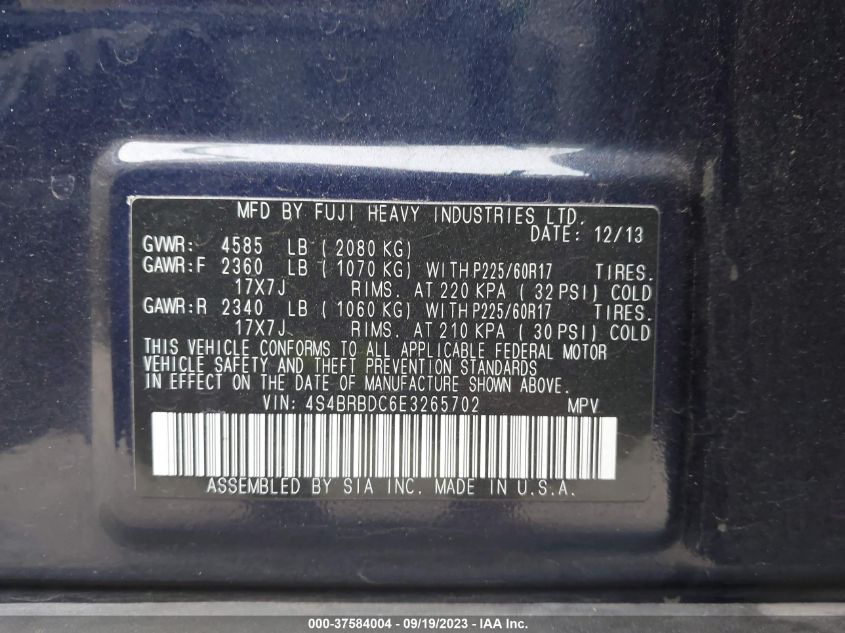 MFD BY FUJI HEAVY INDUSTRIES LTD.
DATE: 12/13
GVWR: 4585 LB ( 2080 KG)
GAWR:F 2360 LB ( 1070 KG) WITH P225/60R17 TIRES.
17X7J RIMS. AT 220 KPA ( 32 PSI) COLD
GAWR:R 2340 LB ( 1060 KG) WITH P225/60R17 TIRES.
17X7J RIMS. AT 210 KPA ( 30 PSI) COLD
THIS VEHICLE CONFORMS TO ALL APPLICABLE FEDERAL MOTOR
VEHICLE SAFETY AND THEFT PREVENTION STANDARDS
IN EFFECT ON THE DATE OF MANUFACTURE SHOWN ABOVE.
VIN: 4S4BRBDC6E3265702 MPV
ASSEMBLED BY SIA INC. MADE IN U.S.A.
000-37584004 - 09/19/2023 - IAA Inc.